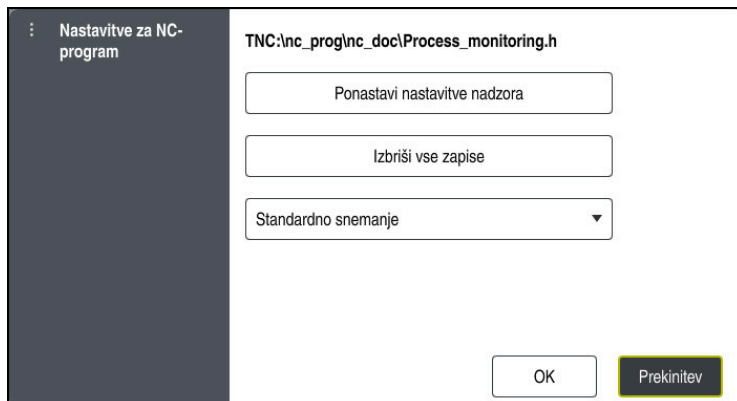 Nastavitve za NC-
program
TNC:\nc_prog\nc_doc\Process_monitoring.h
Ponastavi nastavitve nadzora
Izbriši vse zapise
Standardno snemanje
OK
Prekinitev